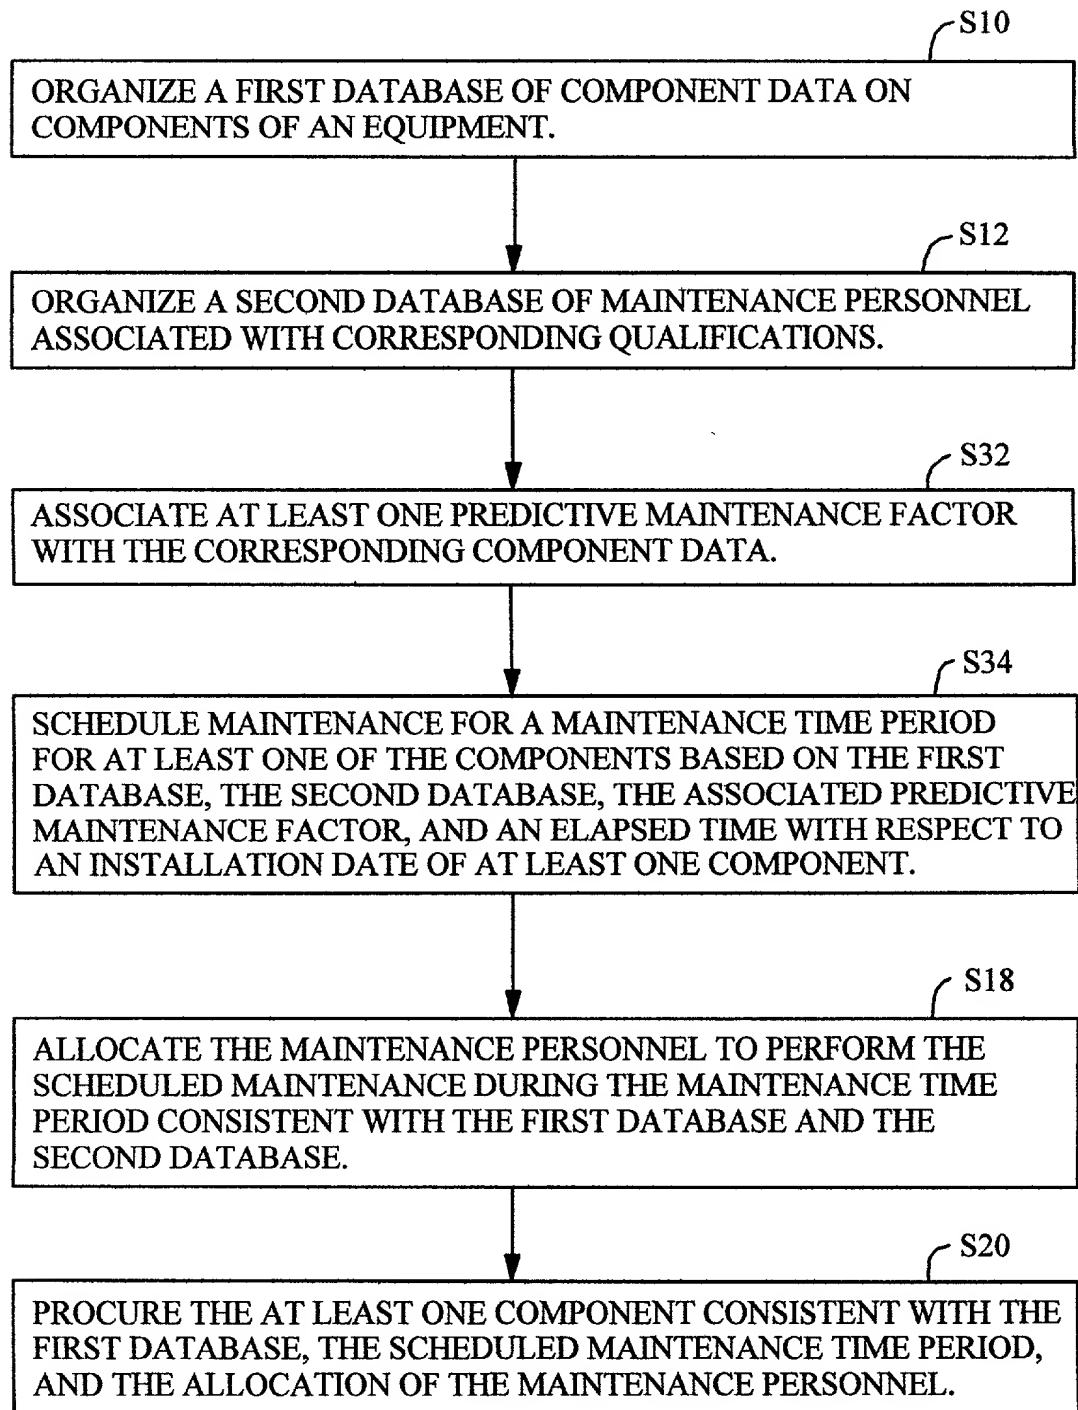 S10
ORGANIZE A FIRST DATABASE OF COMPONENT DATA ON
COMPONENTS OF AN EQUIPMENT.
S12
ORGANIZE A SECOND DATABASE OF MAINTENANCE PERSONNEL
ASSOCIATED WITH CORRESPONDING QUALIFICATIONS.
S32
ASSOCIATE AT LEAST ONE PREDICTIVE MAINTENANCE FACTOR
WITH THE CORRESPONDING COMPONENT DATA.
S34
SCHEDULE MAINTENANCE FOR A MAINTENANCE TIME PERIOD
FOR AT LEAST ONE OF THE COMPONENTS BASED ON THE FIRST
DATABASE, THE SECOND DATABASE, THE ASSOCIATED PREDICTIVE
MAINTENANCE FACTOR, AND AN ELAPSED TIME WITH RESPECT TO
AN INSTALLATION DATE OF AT LEAST ONE COMPONENT.
S18
ALLOCATE THE MAINTENANCE PERSONNEL TO PERFORM THE
SCHEDULED MAINTENANCE DURING THE MAINTENANCE TIME
PERIOD CONSISTENT WITH THE FIRST DATABASE AND THE
SECOND DATABASE.
S20
PROCURE THE AT LEAST ONE COMPONENT CONSISTENT WITH THE
FIRST DATABASE, THE SCHEDULED MAINTENANCE TIME PERIOD,
AND THE ALLOCATION OF THE MAINTENANCE PERSONNEL.